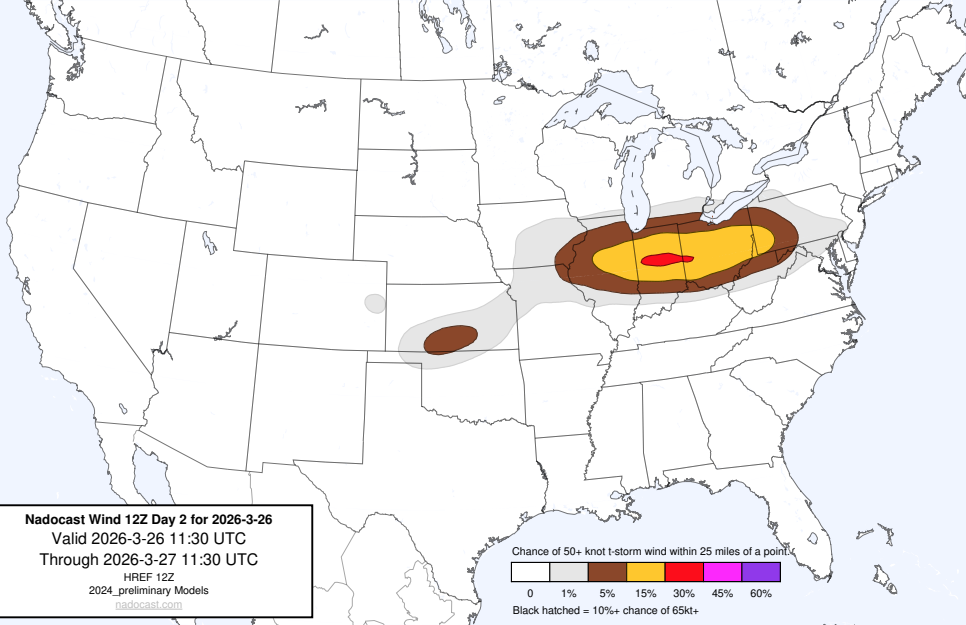 Nadocast Wind 12Z Day 2 for 2026-3-26
Valid 2026-3-26 11:30 UTC
Through 2026-3-27 11:30 UTC
HREF 12Z
2024_preliminary Models
nadocast.com
Chance of 50+ knot t-storm wind within 25 miles of a point.
0 1% 5% 15% 30% 45% 60%
Black hatched = 10%+ chance of 65kt+